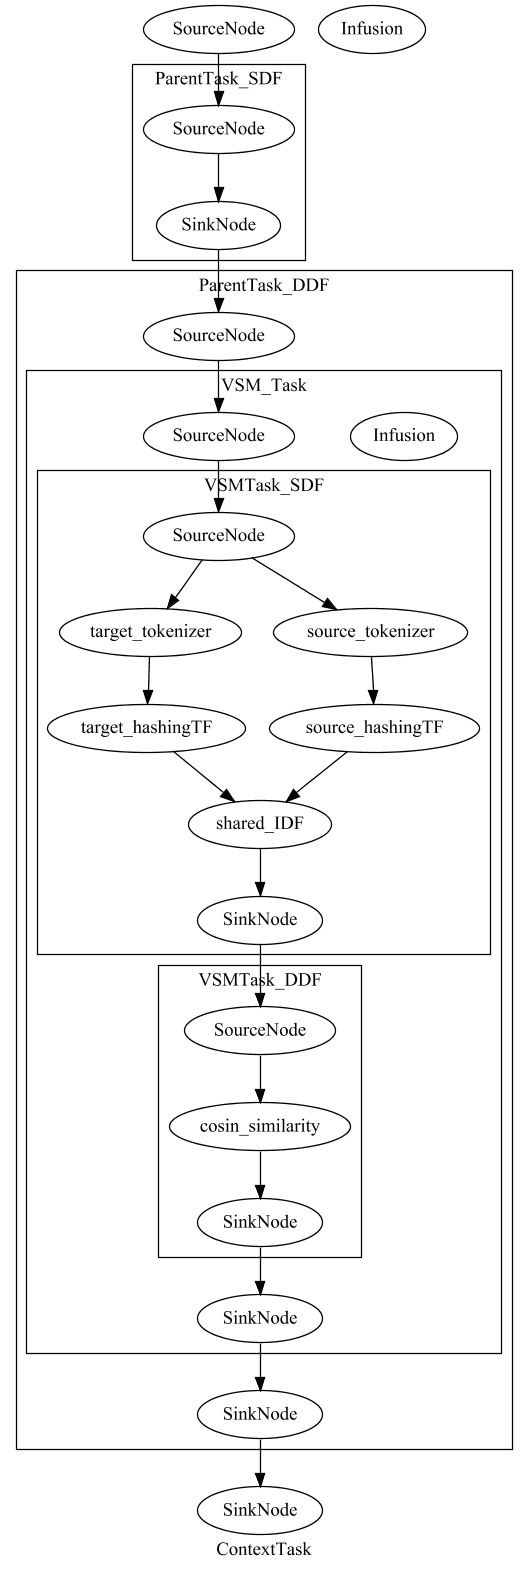 SourceNode
Infusion
ParentTask_SDF
SourceNode
SinkNode
ParentTask_DDF
SourceNode
VSM_Task
SourceNode
Infusion
VSMTask_SDF
SourceNode
target_tokenizer
source_tokenizer
target_hashingTF
source_hashingTF
shared_IDF
SinkNode
VSMTask_DDF
SourceNode
cosin_similarity
SinkNode
SinkNode
SinkNode
SinkNode
ContextTask